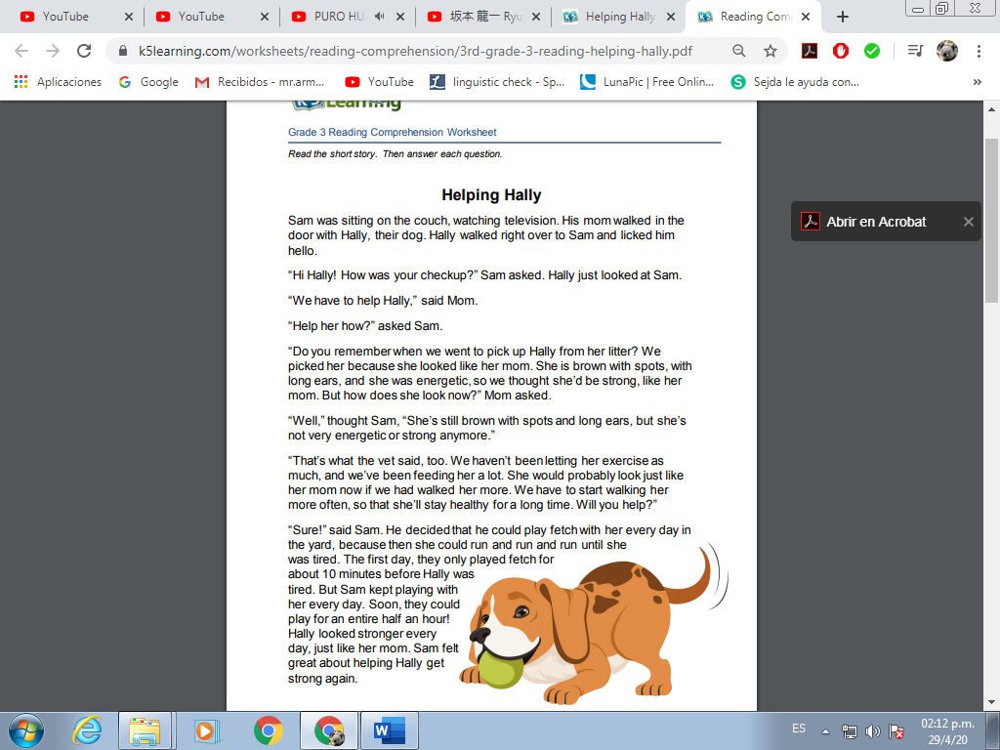 YouTube
YouTube
PURO HU
坂本 龍一 Ryu
Helping Hally
Reading Com
k5learning.com/worksheets/reading-comprehension/3rd-grade-3-reading-helping-hally.pdf
Aplicaciones
Google
Recibidos - mr.arm...
YouTube
linguistic check - Sp...
LunaPic | Free Onlin...
Sejda le ayuda con...
»
K5 Learning
Grade 3 Reading Comprehension Worksheet
Read the short story. Then answer each question.
Helping Hally
Sam was sitting on the couch, watching television. His mom walked in the
door with Hally, their dog. Hally walked right over to Sam and licked him
hello.
“Hi Hally! How was your checkup?” Sam asked. Hally just looked at Sam.
“We have to help Hally,” said Mom.
“Help her how?” asked Sam.
“Do you remember when we went to pick up Hally from her litter? We
picked her because she looked like her mom. She is brown with spots, with
long ears, and she was energetic, so we thought she’d be strong, like her
mom. But how does she look now?” Mom asked.
“Well,” thought Sam, “She’s still brown with spots and long ears, but she’s
not very energetic or strong anymore.”
“That’s what the vet said, too. We haven’t been letting her exercise as
much, and we’ve been feeding her a lot. She would probably look just like
her mom now if we had walked her more. We have to start walking her
more often, so that she’ll stay healthy for a long time. Will you help?”
“Sure!” said Sam. He decided that he could play fetch with her every day in
the yard, because then she could run and run and run until she
was tired. The first day, they only played fetch for
about 10 minutes before Hally was
tired. But Sam kept playing with
her every day. Soon, they could
play for an entire half an hour!
Hally looked stronger every
day, just like her mom. Sam felt
great about helping Hally get
strong again.
Abrir en Acrobat
ES
02:12 p.m.
29/4/20